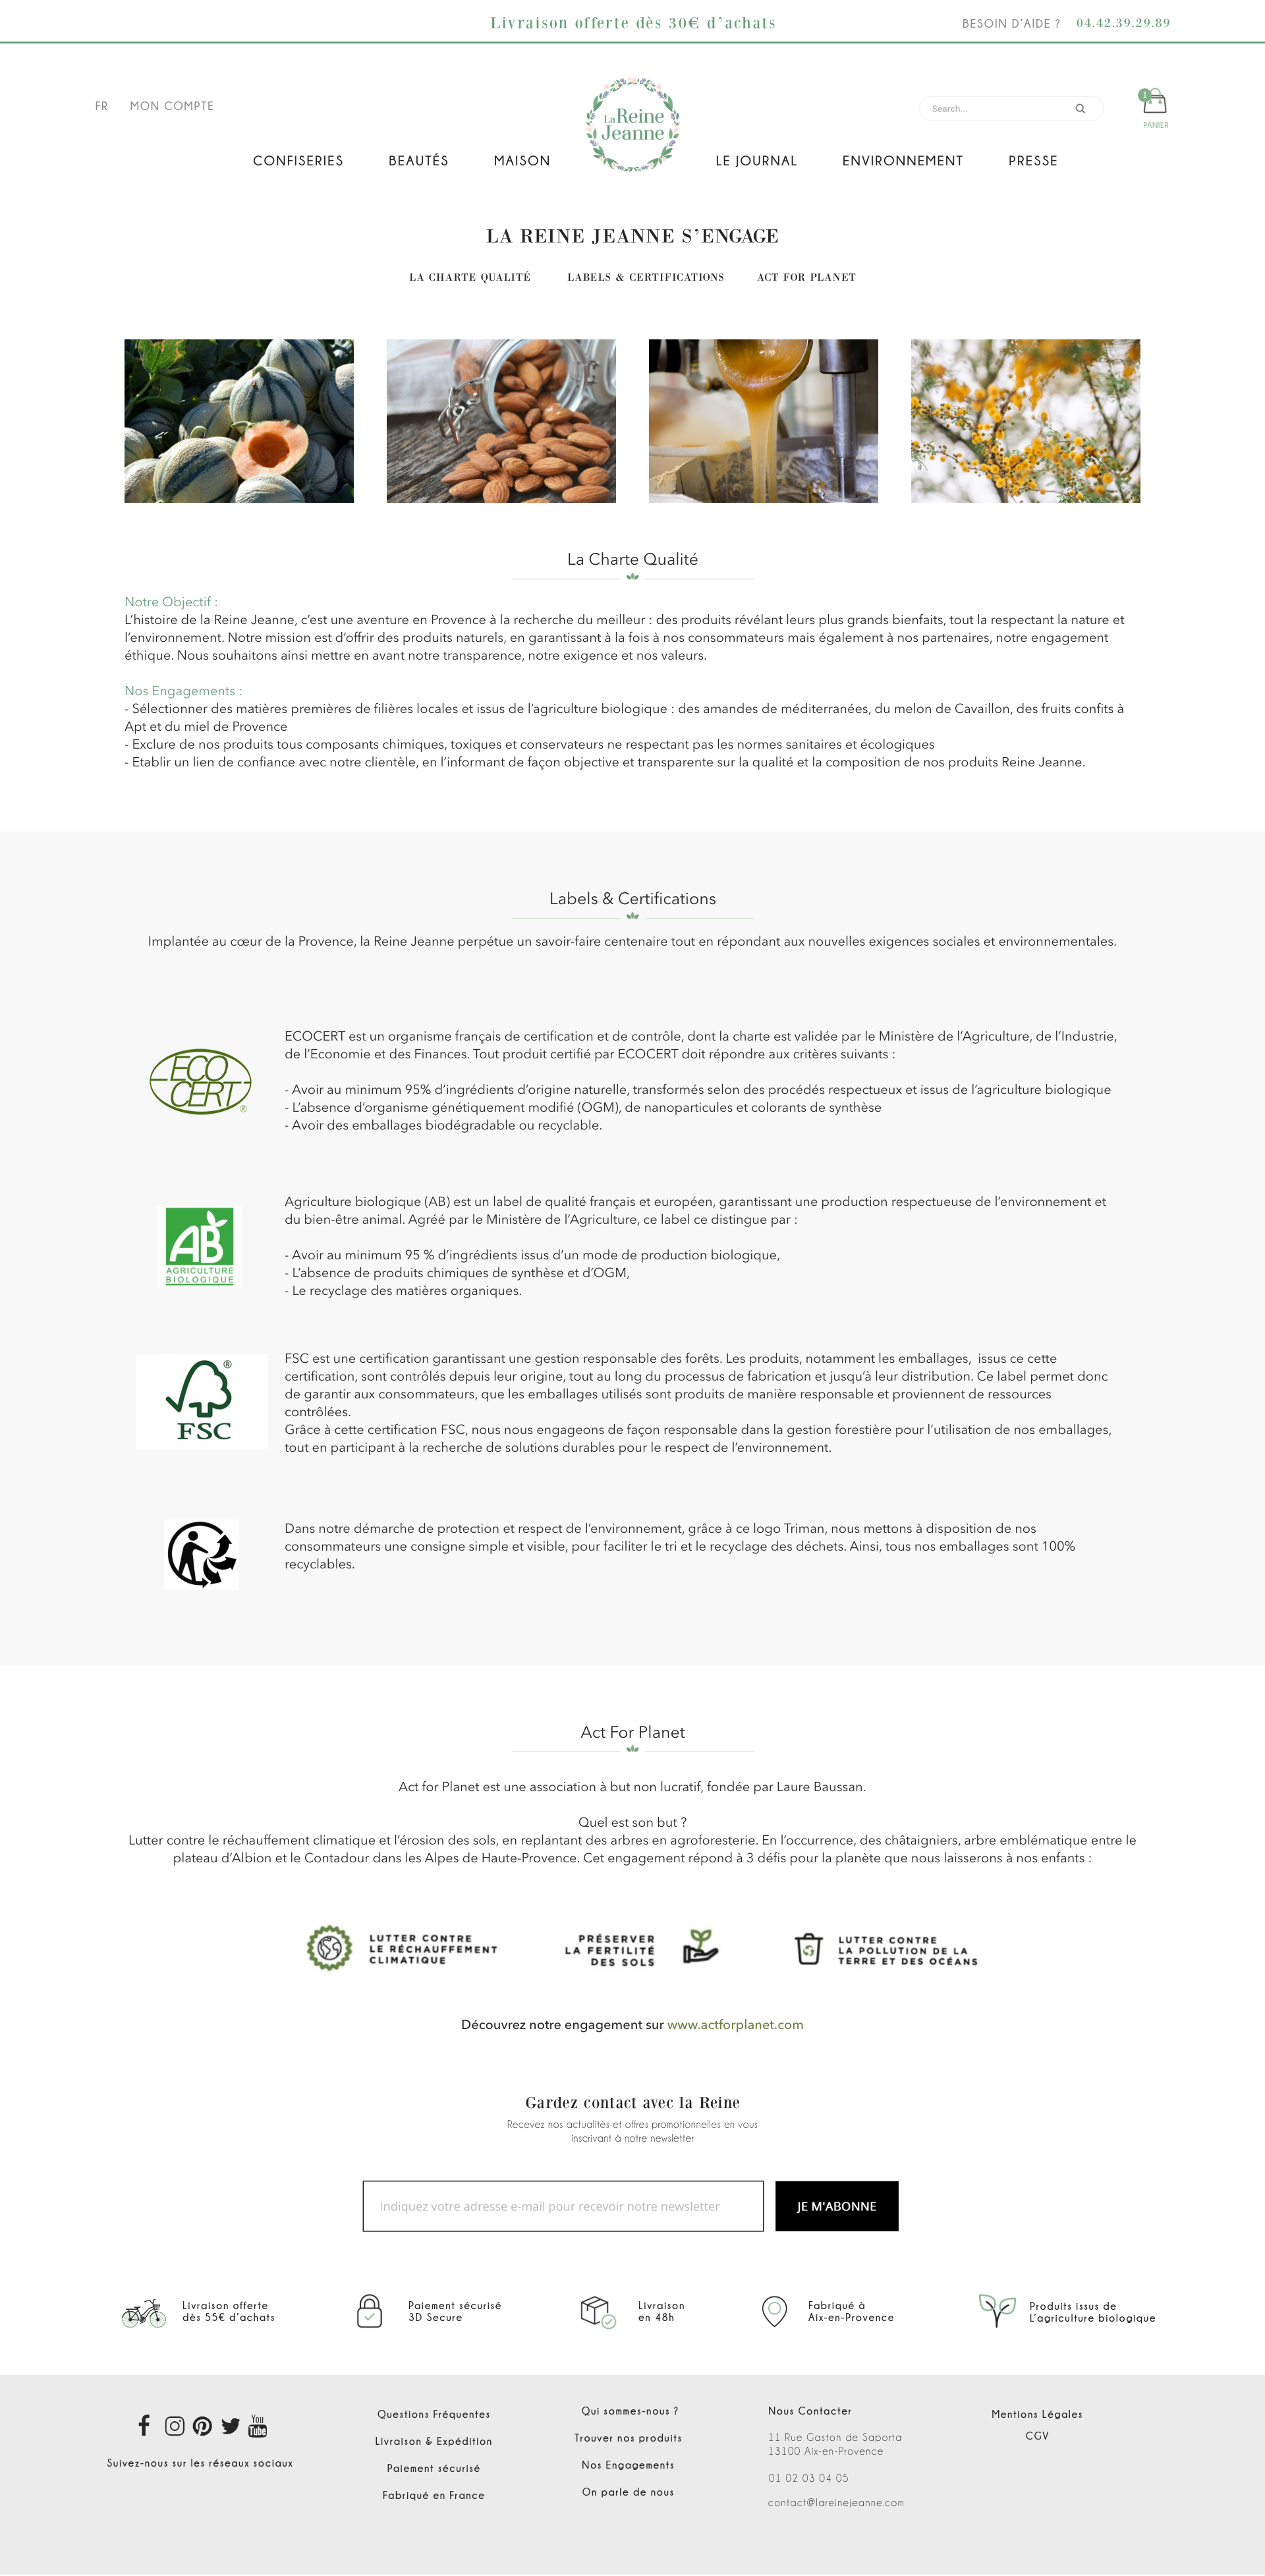 Livraison offerte dès 30€ d’achats
BESOIN D’AIDE ?
04.42.39.29.89
FR
MON COMPTE
La Reine
Jeanne
Search...
1
PANIER
CONFISERIES
BEAUTÉS
MAISON
LE JOURNAL
ENVIRONNEMENT
PRESSE
LA REINE JEANNE S’ENGAGE
LA CHARTE QUALITÉ
LABELS & CERTIFICATIONS
ACT FOR PLANET
La Charte Qualité
Notre Objectif :
L’histoire de la Reine Jeanne, c’est une aventure en Provence à la recherche du meilleur : des produits révélant leurs plus grands bienfaits, tout la respectant la nature et
l’environnement. Notre mission est d’offrir des produits naturels, en garantissant à la fois à nos consommateurs mais également à nos partenaires, notre engagement
éthique. Nous souhaitons ainsi mettre en avant notre transparence, notre exigence et nos valeurs.
Nos Engagements :
- Sélectionner des matières premières de filières locales et issus de l’agriculture biologique : des amandes de méditerranées, du melon de Cavaillon, des fruits confits à
Apt et du miel de Provence
- Exclure de nos produits tous composants chimiques, toxiques et conservateurs ne respectant pas les normes sanitaires et écologiques
- Etablir un lien de confiance avec notre clientèle, en l’informant de façon objective et transparente sur la qualité et la composition de nos produits Reine Jeanne.
Labels & Certifications
Implantée au cœur de la Provence, la Reine Jeanne perpétue un savoir-faire centenaire tout en répondant aux nouvelles exigences sociales et environnementales.
ECO
CERT
®
ECOCERT est un organisme français de certification et de contrôle, dont la charte est validée par le Ministère de l’Agriculture, de l’Industrie,
de l’Economie et des Finances. Tout produit certifié par ECOCERT doit répondre aux critères suivants :
- Avoir au minimum 95% d’ingrédients d’origine naturelle, transformés selon des procédés respectueux et issus de l’agriculture biologique
- L’absence d’organisme génétiquement modifié (OGM), de nanoparticules et colorants de synthèse
- Avoir des emballages biodégradable ou recyclable.
AB
AGRICULTURE
BIOLOGIQUE
Agriculture biologique (AB) est un label de qualité français et européen, garantissant une production respectueuse de l’environnement et
du bien-être animal. Agréé par le Ministère de l’Agriculture, ce label ce distingue par :
- Avoir au minimum 95 % d’ingrédients issus d’un mode de production biologique,
- L’absence de produits chimiques de synthèse et d’OGM,
- Le recyclage des matières organiques.
®
FSC
FSC est une certification garantissant une gestion responsable des forêts. Les produits, notamment les emballages, issus ce cette
certification, sont contrôlés depuis leur origine, tout au long du processus de fabrication et jusqu’à leur distribution. Ce label permet donc
de garantir aux consommateurs, que les emballages utilisés sont produits de manière responsable et proviennent de ressources
contrôlées.
Grâce à cette certification FSC, nous nous engageons de façon responsable dans la gestion forestière pour l’utilisation de nos emballages,
tout en participant à la recherche de solutions durables pour le respect de l’environnement.
Dans notre démarche de protection et respect de l’environnement, grâce à ce logo Triman, nous mettons à disposition de nos
consommateurs une consigne simple et visible, pour faciliter le tri et le recyclage des déchets. Ainsi, tous nos emballages sont 100%
recyclables.
Act For Planet
Act for Planet est une association à but non lucratif, fondée par Laure Baussan.
Quel est son but ?
Lutter contre le réchauffement climatique et l’érosion des sols, en replantant des arbres en agroforesterie. En l’occurrence, des châtaigniers, arbre emblématique entre le
plateau d’Albion et le Contadour dans les Alpes de Haute-Provence. Cet engagement répond à 3 défis pour la planète que nous laisserons à nos enfants :
LUTTER CONTRE
LE RÉCHAUFFEMENT
CLIMATIQUE
PRÉSERVER
LA FERTILITÉ
DES SOLS
LUTTER CONTRE
LA POLLUTION DE LA
TERRE ET DES OCÉANS
Découvrez notre engagement sur www.actforplanet.com
Gardez contact avec la Reine
Recevez nos actualités et offres promotionnelles en vous
inscrivant à notre newsletter
Indiquez votre adresse e-mail pour recevoir notre newsletter
JE M'ABONNE
Livraison offerte
dès 55€ d’achats
Paiement sécurisé
3D Secure
Livraison
en 48h
Fabriqué à
Aix-en-Provence
Produits issus de
L’agriculture biologique
You
Tube
Suivez-nous sur les réseaux sociaux
Questions Fréquentes
Livraison & Expédition
Paiement sécurisé
Fabriqué en France
Qui sommes-nous ?
Trouver nos produits
Nos Engagements
On parle de nous
Nous Contacter
11 Rue Gaston de Saporta
13100 Aix-en-Provence
01 02 03 04 05
contact@lareinejeanne.com
Mentions Légales
CGV